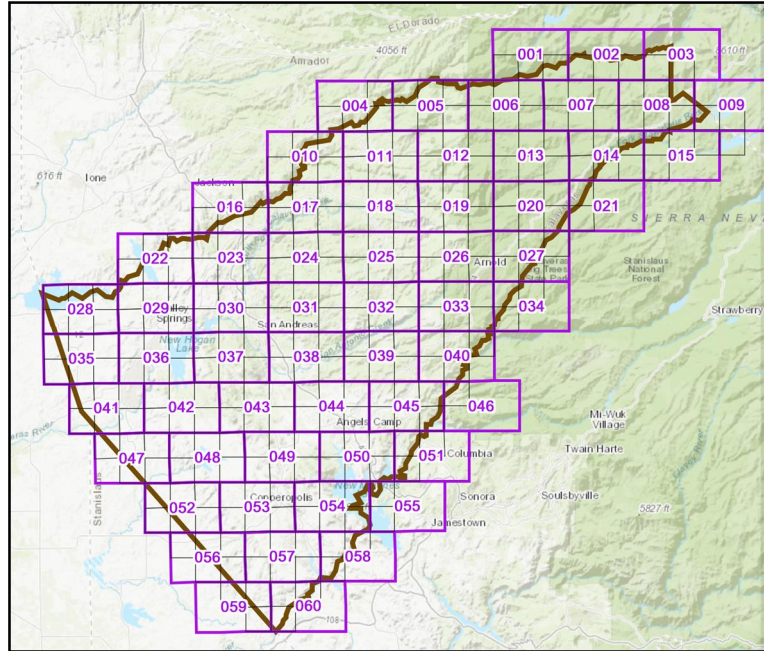 El Dorado
4056 ft
001 002 003
8610 ft
Amador
004 005 006 007 008 009
010 011 012 013 014 015
616 ft
Ione
Jackson
016 017 018 019 020 021
SIERRA NEV
022 023 024 025 026 Arnold 027
Big Trees
State Park
Stanislaus
National
Forest
028 029 030 031 032 033 034
Strawberry
Valley
Springs
San Andreas
New Hogan
Lake
035 036 037 038 039 040
041 042 043 044 045 046
Angels Camp
Mi-Wuk
Village
Twain Harte
047 048 049 050 051 Columbia
Stanislaus
Copperopolis
Sonora
Soulsbyville
052 053 054 055
5827 ft
Jamestown
056 057 058
059 060
108